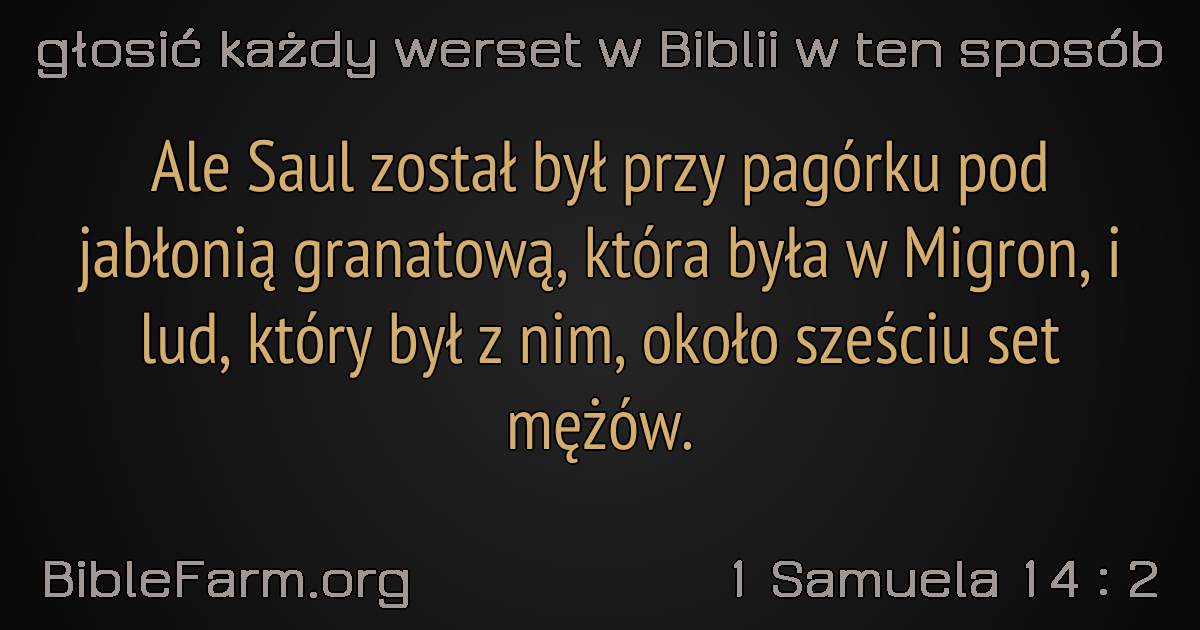 głosić każdy werset w Biblii w ten sposób
Ale Saul został był przy pagórku pod
jabłonią granatową, która była w Migron, i
lud, który był z nim, około sześciu set
mężów.
BibleFarm.org
1 Samuela 14 : 2